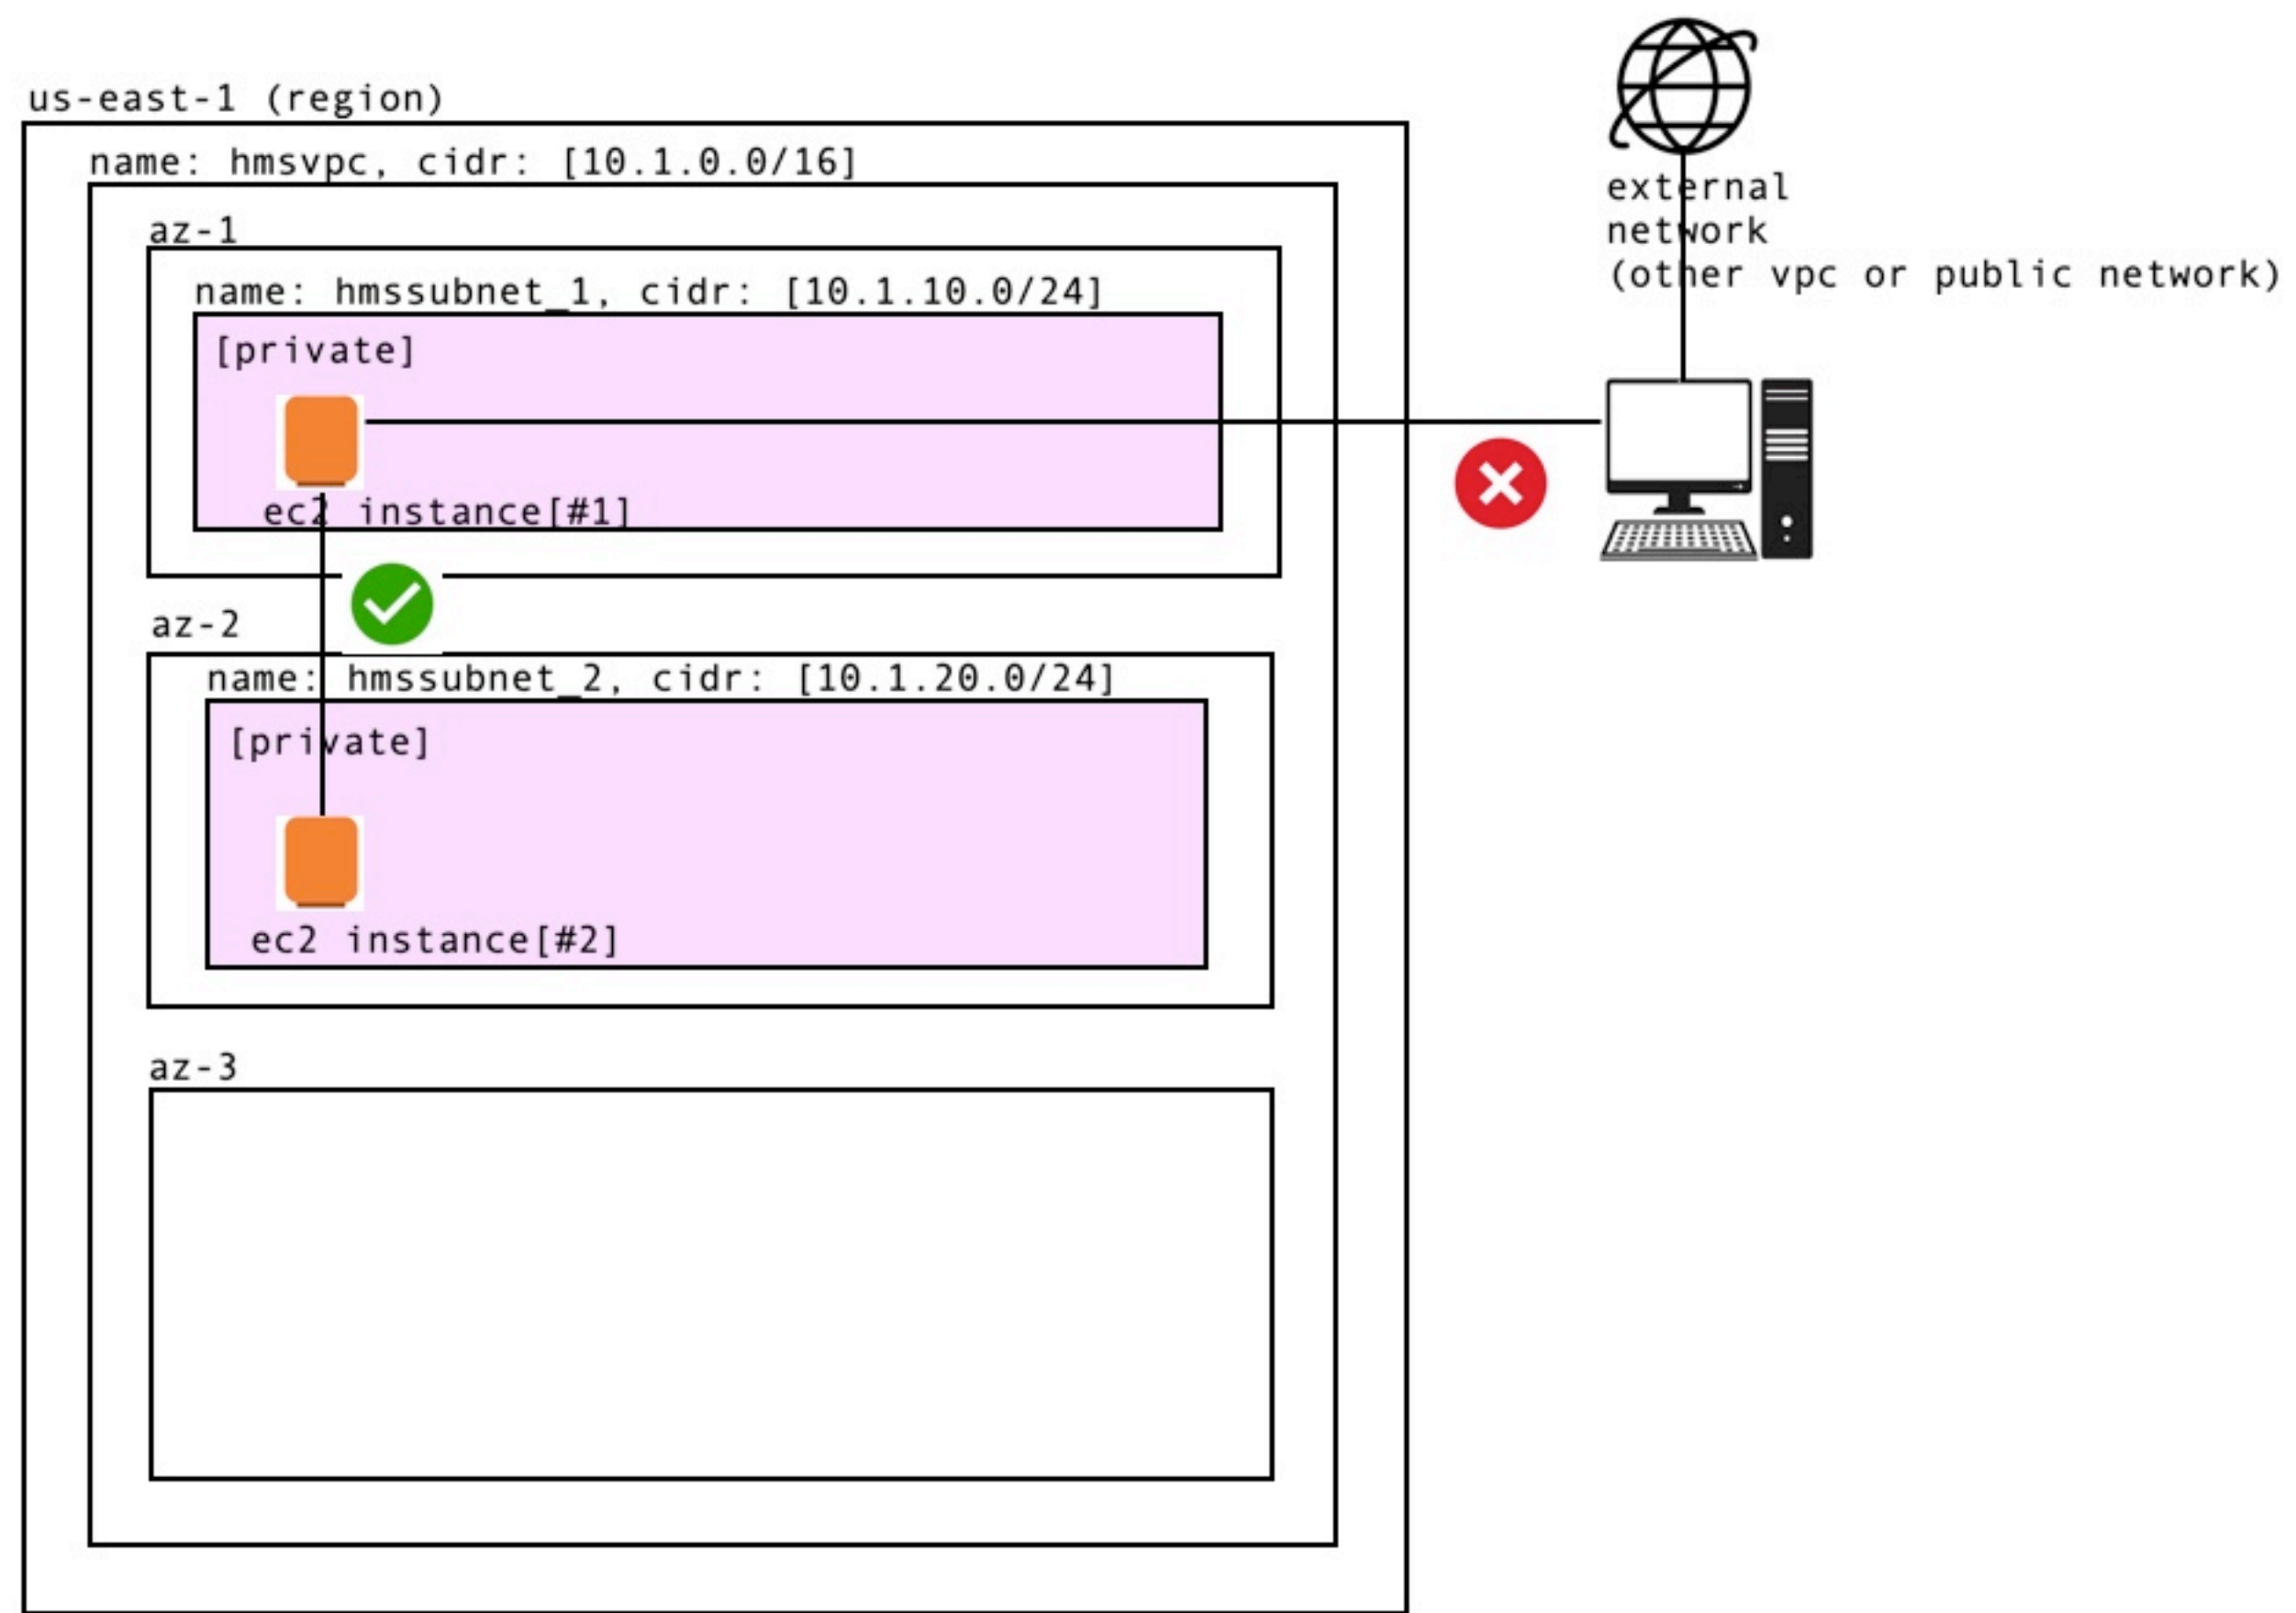 us-east-1 (region)
name: hmsvpc, cidr: [10.1.0.0/16]
az-1
name: hmssubnet_1, cidr: [10.1.10.0/24]
[private]
ec2 instance[#1]
az-2
name: hmssubnet_2, cidr: [10.1.20.0/24]
[private]
ec2 instance[#2]
az-3
external
network
(other vpc or public network)